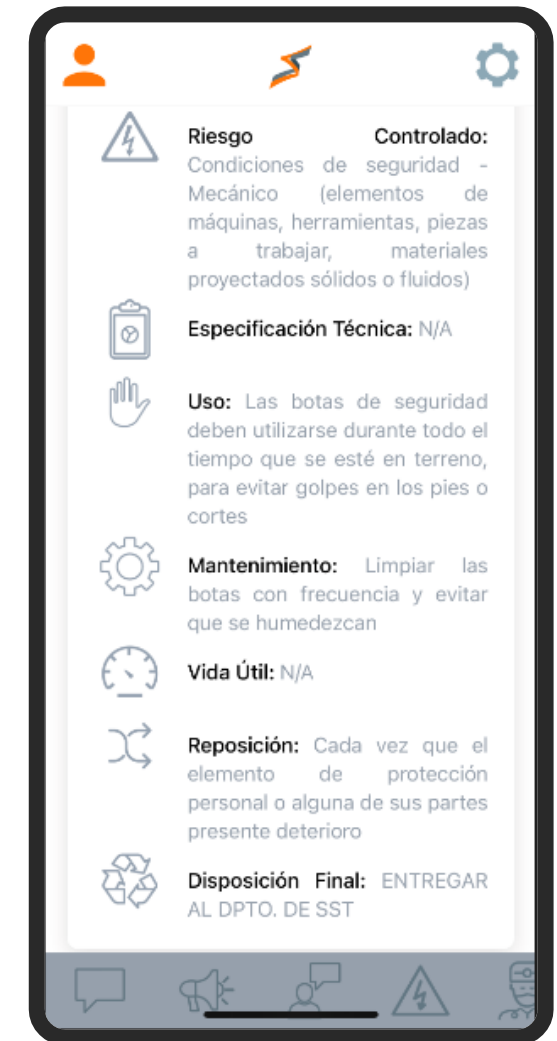 Riesgo Controlado:
Condiciones de seguridad -
Mecánico (elementos de
máquinas, herramientas, piezas
a trabajar, materiales
proyectados sólidos o fluidos)
Especificación Técnica: N/A
Uso: Las botas de seguridad
deben utilizarse durante todo el
tiempo que se esté en terreno,
para evitar golpes en los pies o
cortes
Mantenimiento: Limpiar las
botas con frecuencia y evitar
que se humedezcan
Vida Útil: N/A
Reposición: Cada vez que el
elemento de protección
personal o alguna de sus partes
presente deterioro
Disposición Final: ENTREGAR
AL DPTO. DE SST